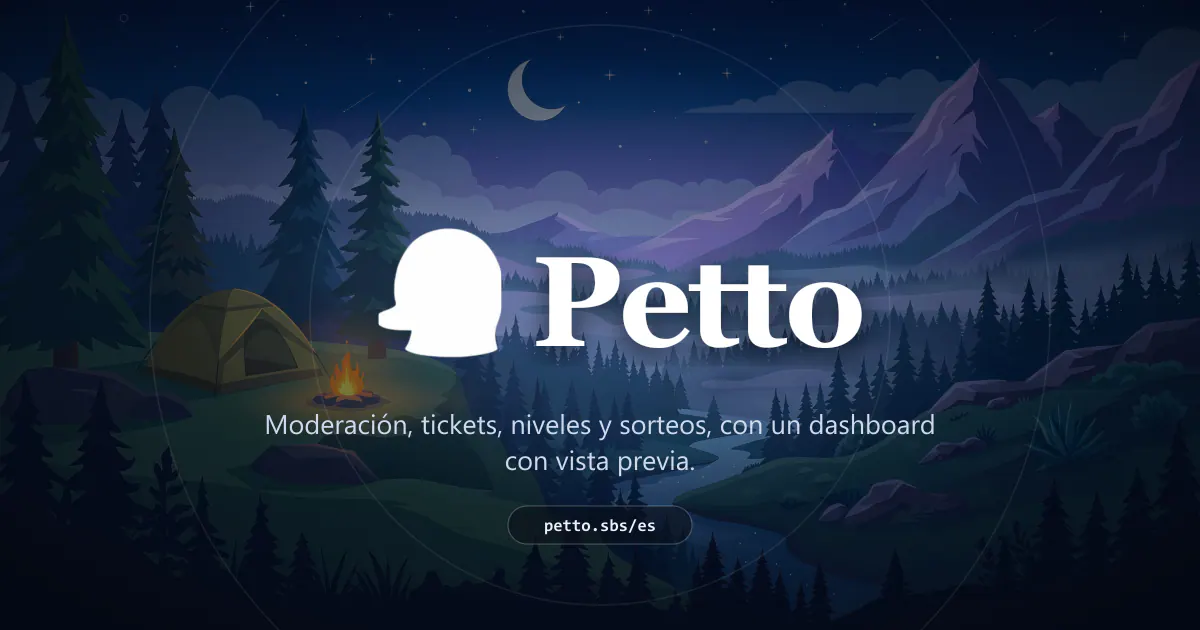 Petto
Moderación, tickets, niveles y sorteos, con un dashboard
con vista previa.
petto.sbs/es